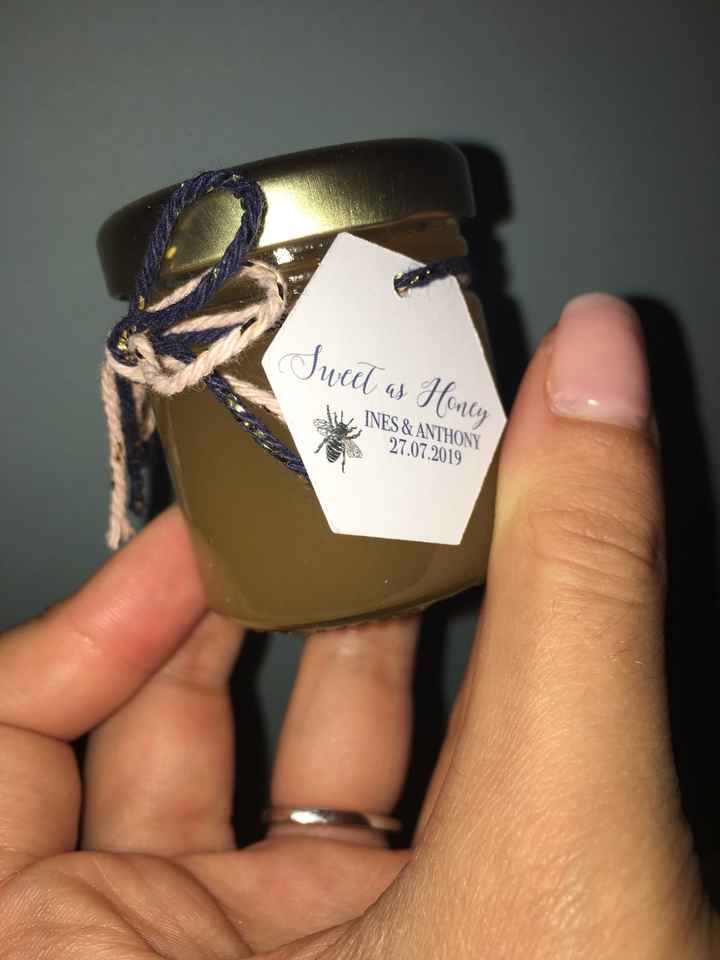 Sweet as Honey
INES & ANTHONY
27.07.2019